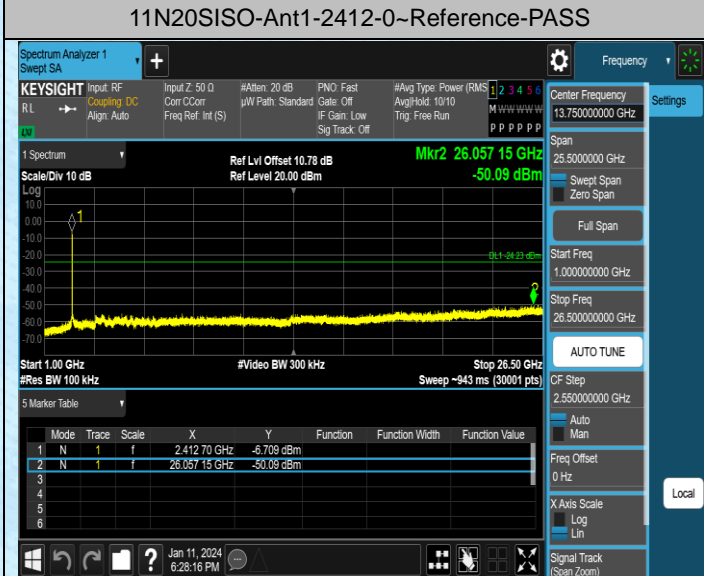 11N20SISO-Ant1-2412-0~Reference-PASS
Spectrum Analyzer 1
Swept SA
+
Frequency
KEYSIGHT
RL
LXI
Input: RF
Coupling: DC
Align: Auto
Input Z: 50 Ω
Corr CCorr
Freq Ref: Int (S)
#Atten: 20 dB
µW Path: Standard
PNO: Fast
Gate: Off
IF Gain: Low
Sig Track: Off
#Avg Type: Power (RMS
Avg|Hold: 10/10
Trig: Free Run
1 2 3 4 5 6
M W W W W W
P P P P P P
1 Spectrum
Scale/Div 10 dB
Ref Lvl Offset 10.78 dB
Ref Level 20.00 dBm
Mkr2 26.057 15 GHz
-50.09 dBm
Log
10.0
0.00
-10.0
-20.0
-30.0
-40.0
-50.0
-60.0
-70.0
1
2
DL1 -24.23 dBm
Start 1.00 GHz
#Res BW 100 kHz
#Video BW 300 kHz
Stop 26.50 GHz
Sweep ~943 ms (30001 pts)
5 Marker Table
Mode Trace Scale X Y Function Function Width Function Value
1 N 1 f 2.412 70 GHz -6.709 dBm
2 N 1 f 26.057 15 GHz -50.09 dBm
3
4
5
6
Jan 11, 2024
6:28:16 PM
?
Center Frequency
13.750000000 GHz
Settings
Span
25.5000000 GHz
Swept Span
Zero Span
Full Span
Start Freq
1.000000000 GHz
Stop Freq
26.500000000 GHz
AUTO TUNE
CF Step
2.550000000 GHz
Auto
Man
Freq Offset
0 Hz
X Axis Scale
Log
Lin
Local
Signal Track
(Span Zoom)